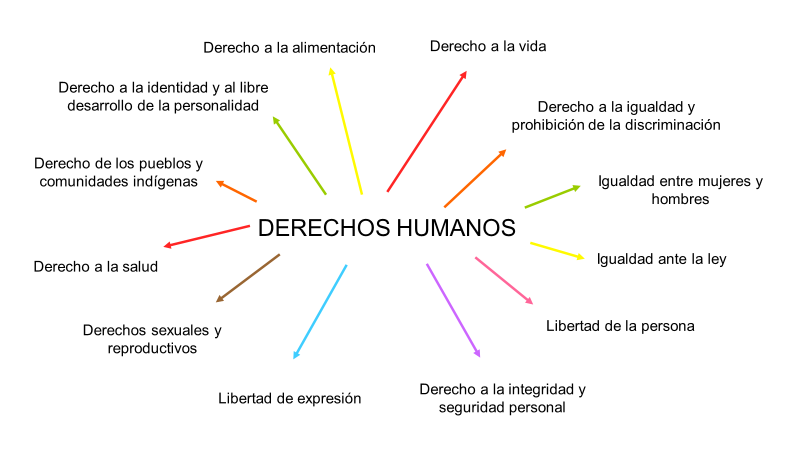 Derecho a la alimentación
Derecho a la vida
Derecho a la identidad y al libre
desarrollo de la personalidad
Derecho a la igualdad y
prohibición de la discriminación
Derecho de los pueblos y
comunidades indígenas
Igualdad entre mujeres y
hombres
DERECHOS HUMANOS
Derecho a la salud
Igualdad ante la ley
Derechos sexuales y
reproductivos
Libertad de la persona
Libertad de expresión
Derecho a la integridad y
seguridad personal